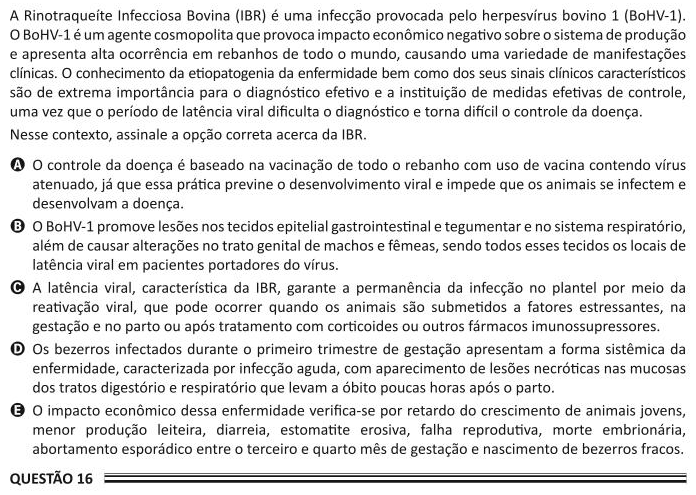 A Rinotraqueíte Infecciosa Bovina (IBR) é uma infecção provocada pelo herpesvírus bovino 1 (BoHV-1).
O BoHV-1 é um agente cosmopolita que provoca impacto econômico negativo sobre o sistema de produção
e apresenta alta ocorrência em rebanhos de todo o mundo, causando uma variedade de manifestações
clínicas. O conhecimento da etiopatogenia da enfermidade bem como dos seus sinais clínicos característicos
são de extrema importância para o diagnóstico efetivo e a instituição de medidas efetivas de controle,
uma vez que o período de latência viral dificulta o diagnóstico e torna difícil o controle da doença.
Nesse contexto, assinale a opção correta acerca da IBR.
A O controle da doença é baseado na vacinação de todo o rebanho com uso de vacina contendo vírus
atenuado, já que essa prática previne o desenvolvimento viral e impede que os animais se infectem e
desenvolvam a doença.
B O BoHV-1 promove lesões nos tecidos epitelial gastrointestinal e tegumentar e no sistema respiratório,
além de causar alterações no trato genital de machos e fêmeas, sendo todos esses tecidos os locais de
latência viral em pacientes portadores do vírus.
C A latência viral, característica da IBR, garante a permanência da infecção no plantel por meio da
reativação viral, que pode ocorrer quando os animais são submetidos a fatores estressantes, na
gestação e no parto ou após tratamento com corticoides ou outros fármacos imunossupressores.
D Os bezerros infectados durante o primeiro trimestre de gestação apresentam a forma sistêmica da
enfermidade, caracterizada por infecção aguda, com aparecimento de lesões necróticas nas mucosas
dos tratos digestório e respiratório que levam a óbito poucas horas após o parto.
E O impacto econômico dessa enfermidade verifica-se por retardo do crescimento de animais jovens,
menor produção leiteira, diarreia, estomatite erosiva, falha reprodutiva, morte embrionária,
abortamento esporádico entre o terceiro e quarto mês de gestação e nascimento de bezerros fracos.
QUESTÃO 16